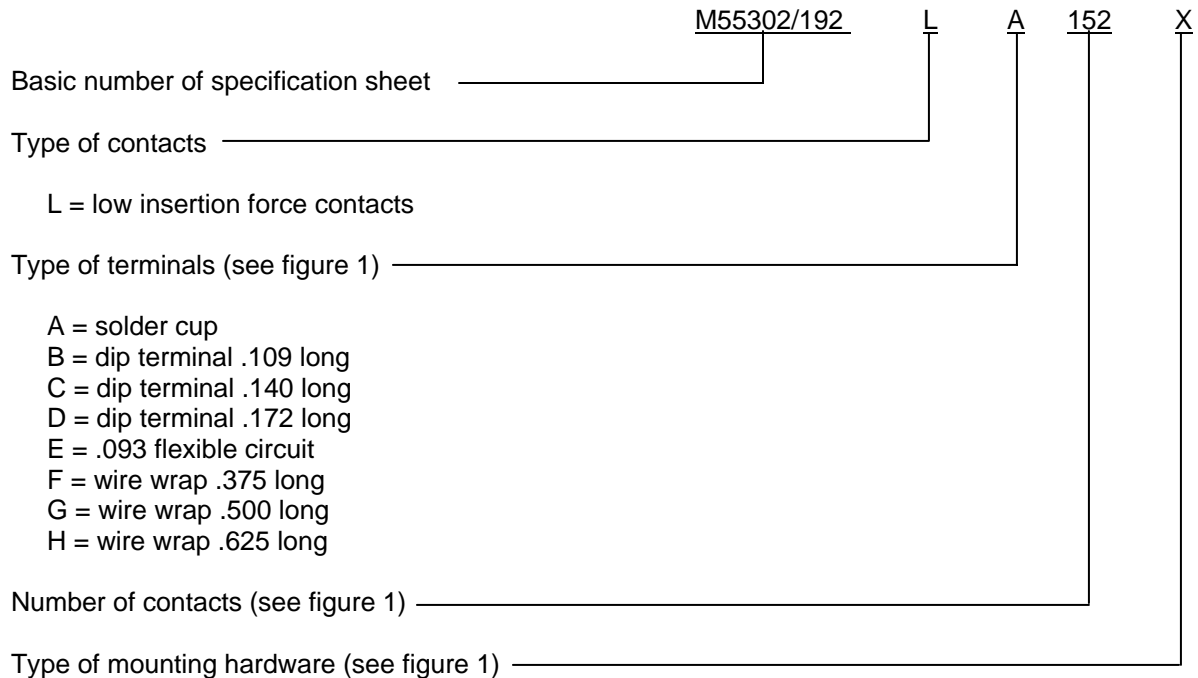 M55302/192 L A 152 X
Basic number of specification sheet
Type of contacts
L = low insertion force contacts
Type of terminals (see figure 1)
A = solder cup
B = dip terminal .109 long
C = dip terminal .140 long
D = dip terminal .172 long
E = .093 flexible circuit
F = wire wrap .375 long
G = wire wrap .500 long
H = wire wrap .625 long
Number of contacts (see figure 1)
Type of mounting hardware (see figure 1)